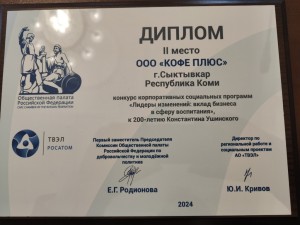 ДИПЛОМ
II место
ООО «КОФЕ ПЛЮС»
г.Сыктывкар
Республика Коми
Общественная палата
Российской Федерации
конкурс корпоративных социальных программ
«Лидеры изменений: вклад бизнеса
в сферу воспитания»,
к 200-летию Константина Ушинского
ТВЭЛ
РОСАТОМ
Первый заместитель Председателя
Комиссии Общественной палаты
Российской Федерации по
добровольчеству и молодёжной
политике
Е.Г. Родионова
Директор по
региональной работе и
социальным проектам
АО «ТВЭЛ»
Ю.И. Кривов
2024